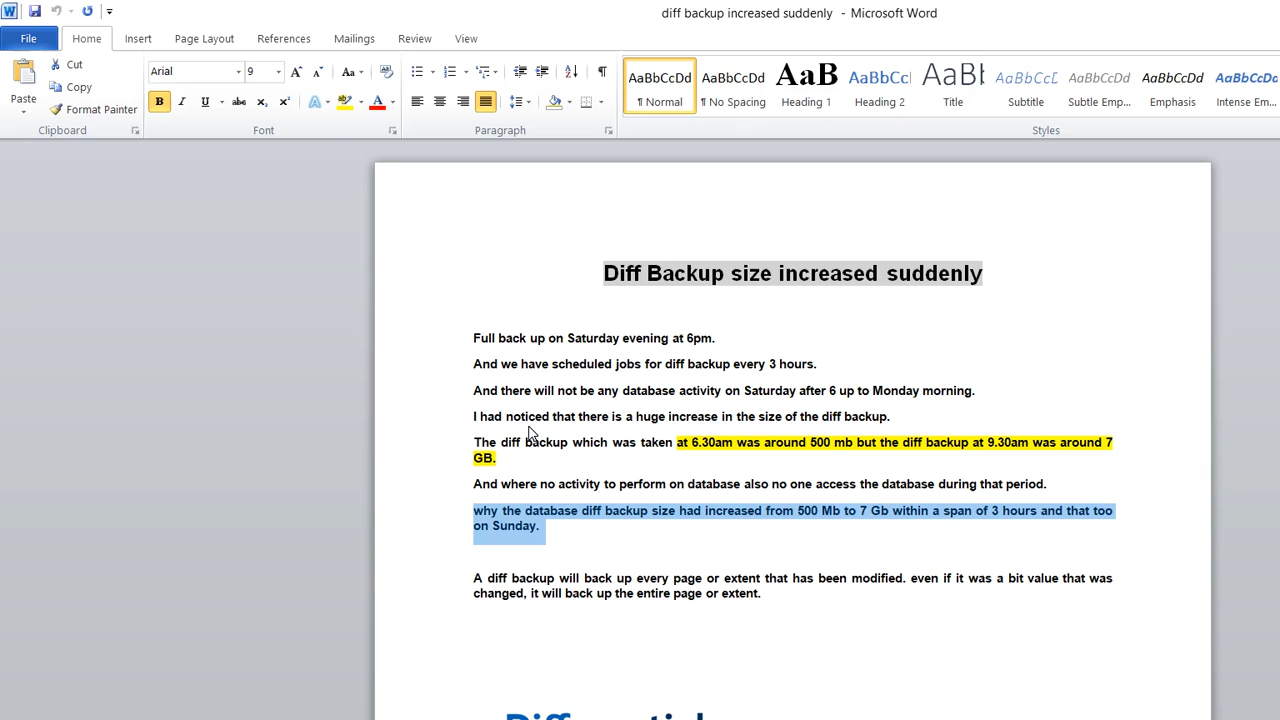 diff backup increased suddenly - Microsoft Word
File Home Insert Page Layout References Mailings Review View
Paste
Cut
Copy
Format Painter
Arial 9
AaBbCcDd AaBbCcDd AaB AaBbCcI AaBl AaBbCcD AaBbCcDd AaBbCcDd AaBbCcDd
¶ Normal ¶ No Spacing Heading 1 Heading 2 Title Subtitle Subtle Emp... Emphasis Intense Em...
Clipboard Font Paragraph Styles
Diff Backup size increased suddenly
Full back up on Saturday evening at 6pm.
And we have scheduled jobs for diff backup every 3 hours.
And there will not be any database activity on Saturday after 6 up to Monday morning.
I had noticed that there is a huge increase in the size of the diff backup.
The diff backup which was taken at 6.30am was around 500 mb but the diff backup at 9.30am was around 7
GB.
And where no activity to perform on database also no one access the database during that period.
why the database diff backup size had increased from 500 Mb to 7 Gb within a span of 3 hours and that too
on Sunday.
A diff backup will back up every page or extent that has been modified. even if it was a bit value that was
changed, it will back up the entire page or extent.